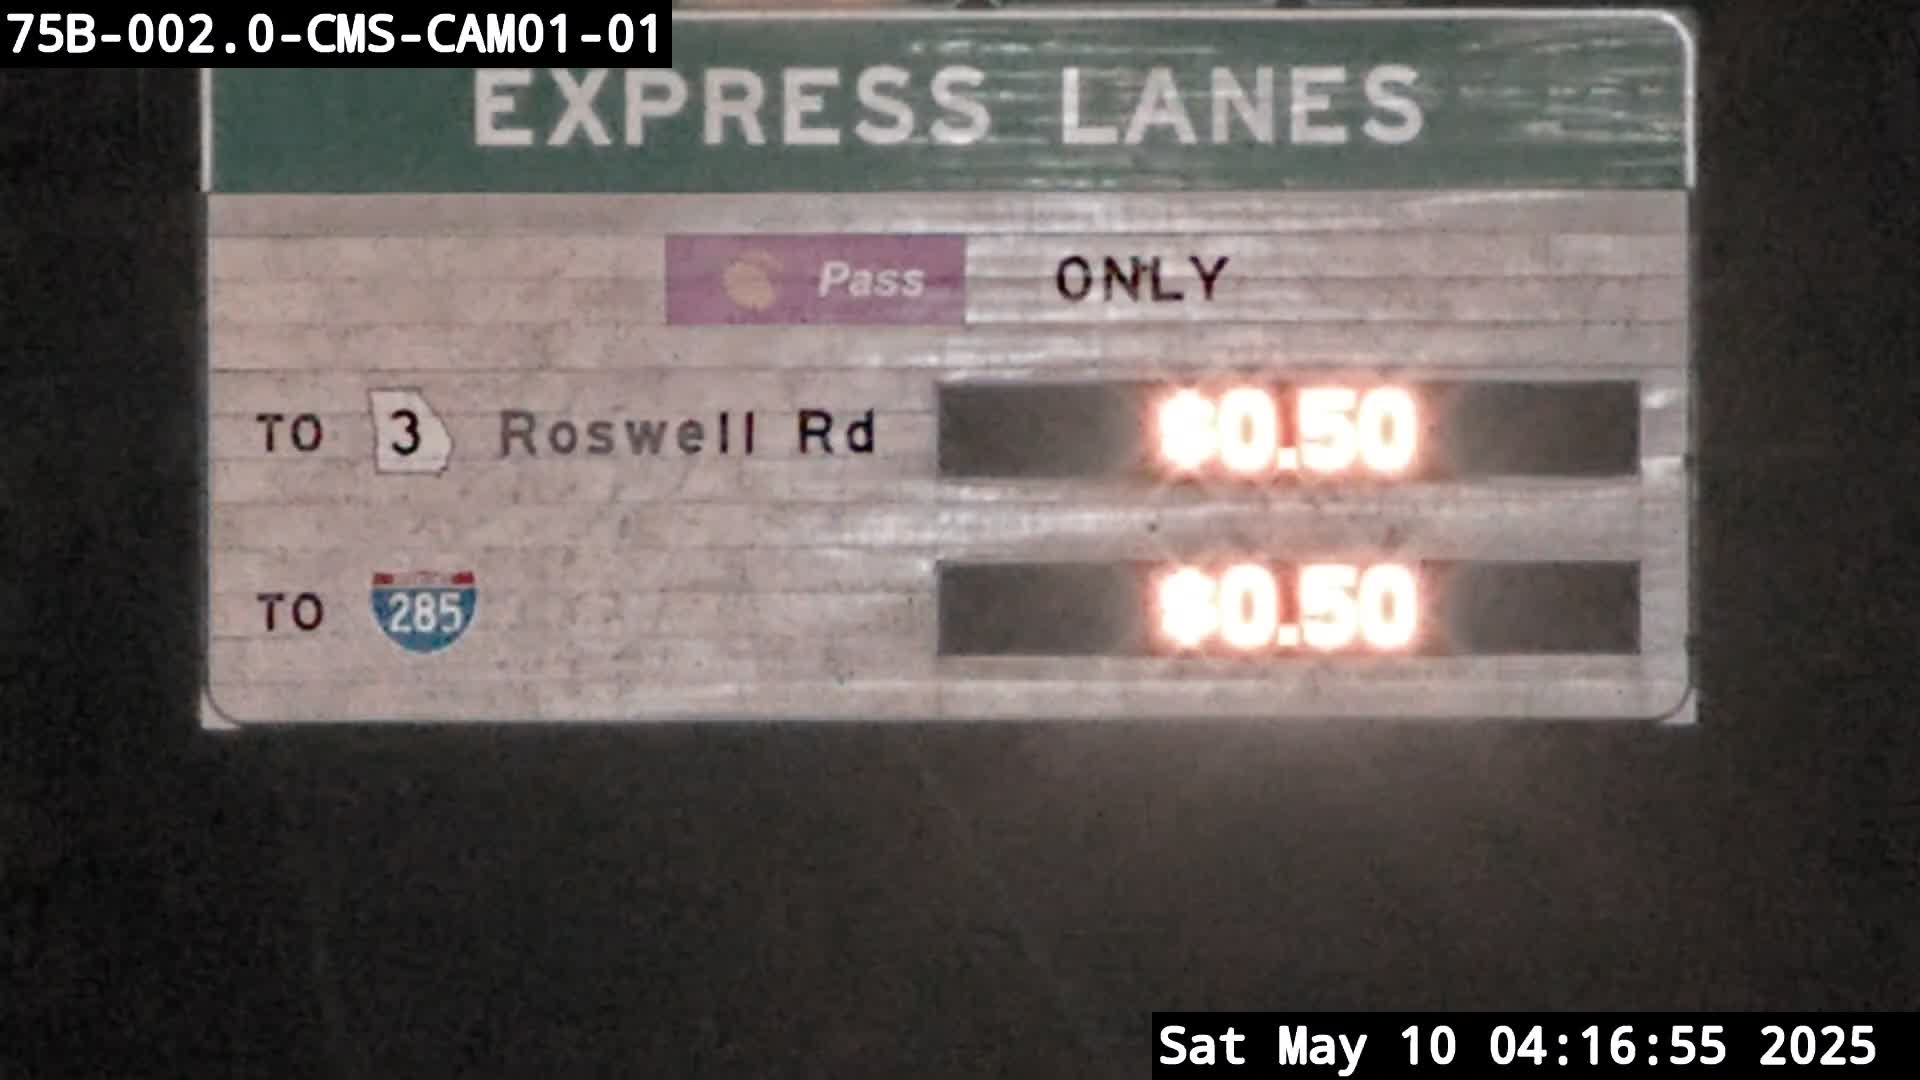 75B-002.0-CMS-CAM01-01
EXPRESS LANES
Pass ONLY
TO 3 Roswell Rd $0.50
TO 285 $0.50
Sat May 10 04:16:55 2025